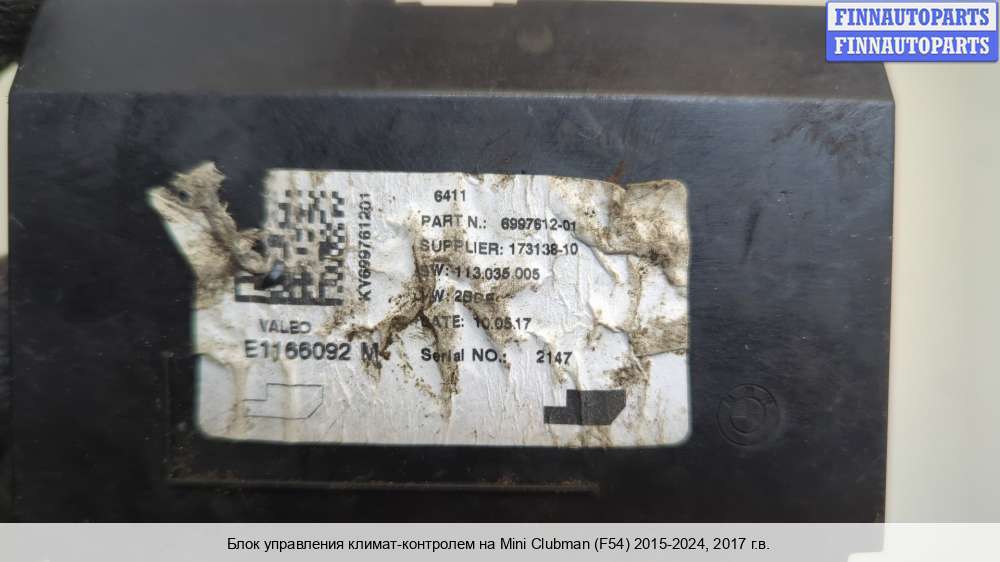 FINNAUTOPARTS
FINNAUTOPARTS
6411
PART N.: 6997612-01
SUPPLIER: 173138-10
SW: 113.035.005
DATE: 10.05.17
Serial NO.: 2147
KY699761201
VALEO
E1166092 M
Блок управления климат-контролем на Mini Clubman (F54) 2015-2024, 2017 г.в.